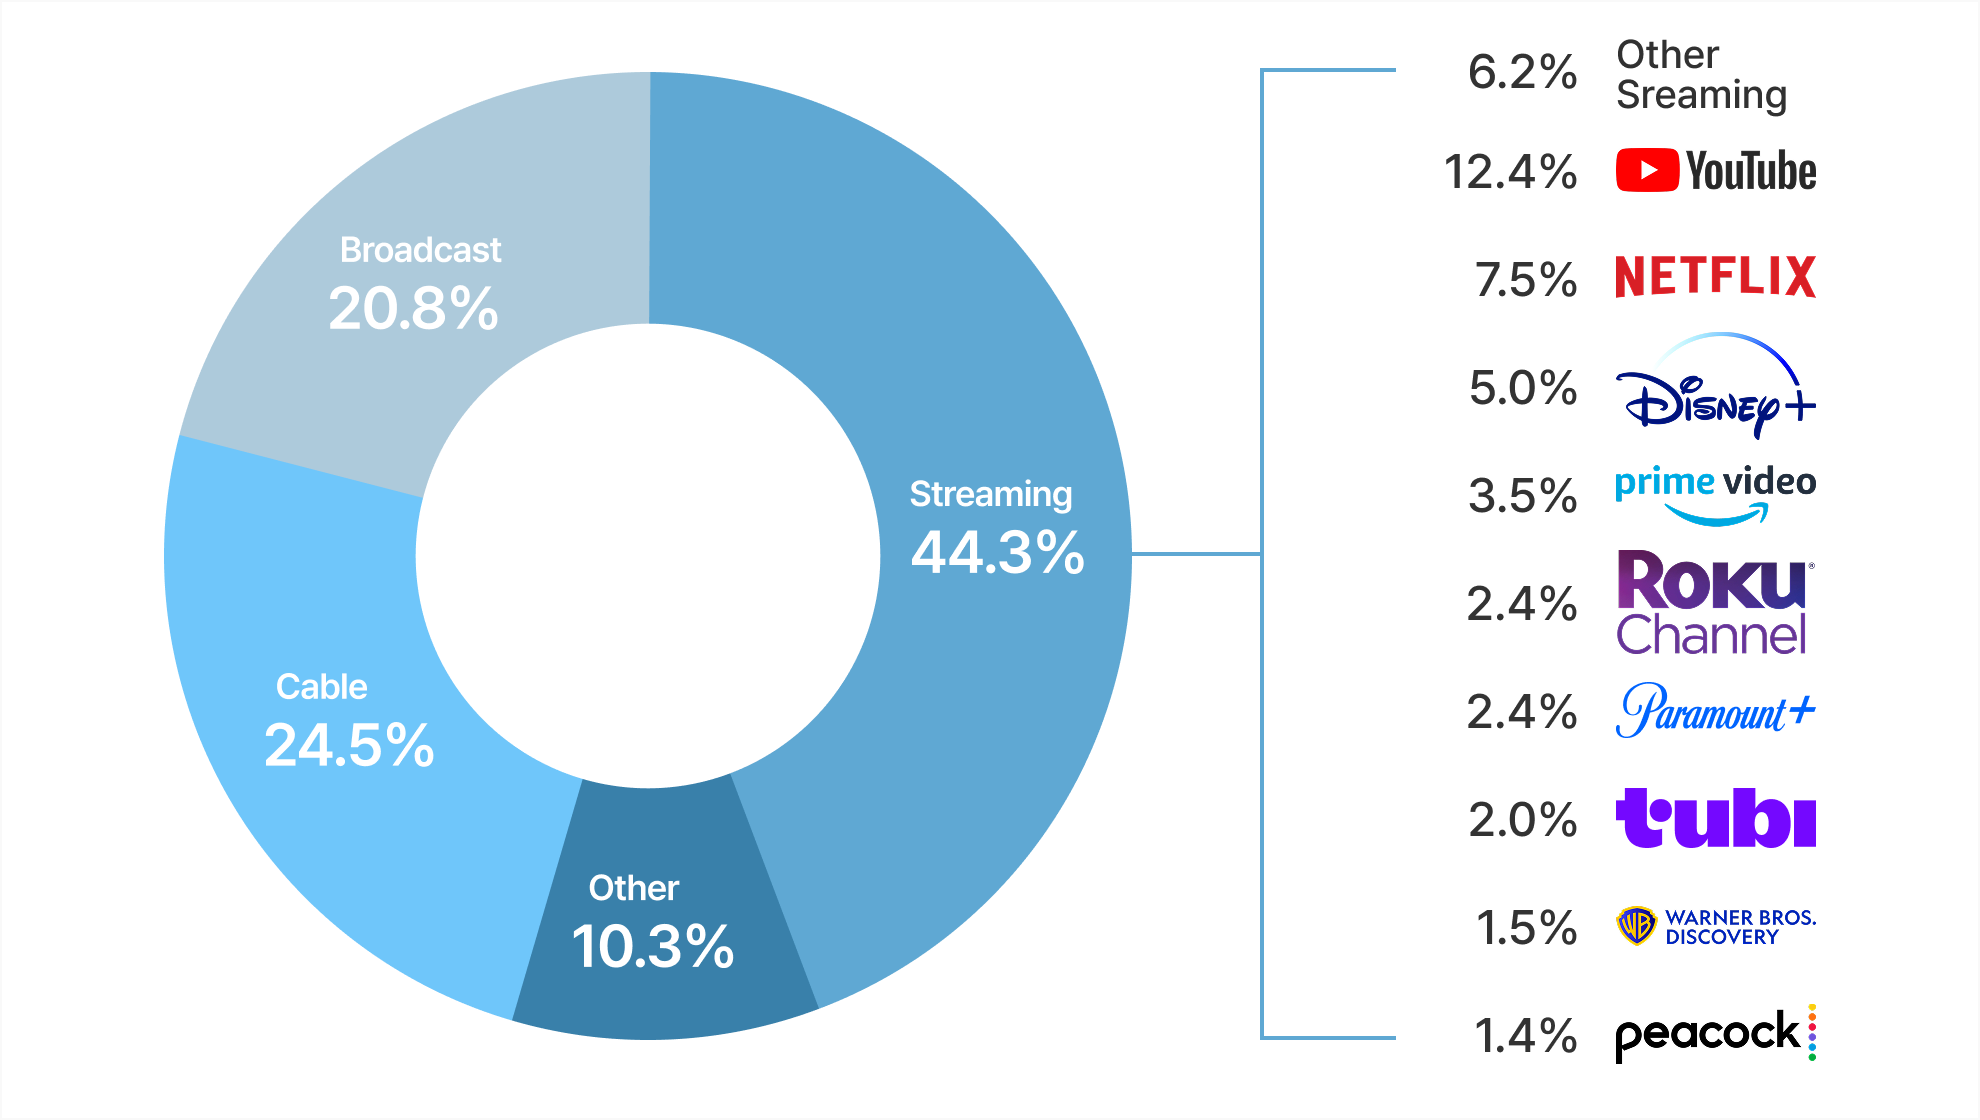 Broadcast
20.8%
Streaming
44.3%
Cable
24.5%
Other
10.3%
6.2% Other
Sreaming
12.4% YouTube
7.5% NETFLIX
5.0% Disney+
3.5% prime video
2.4% Roku
Channel
2.4% Paramount+
2.0% tubi
1.5% WB WARNER BROS.
DISCOVERY
1.4% peacock